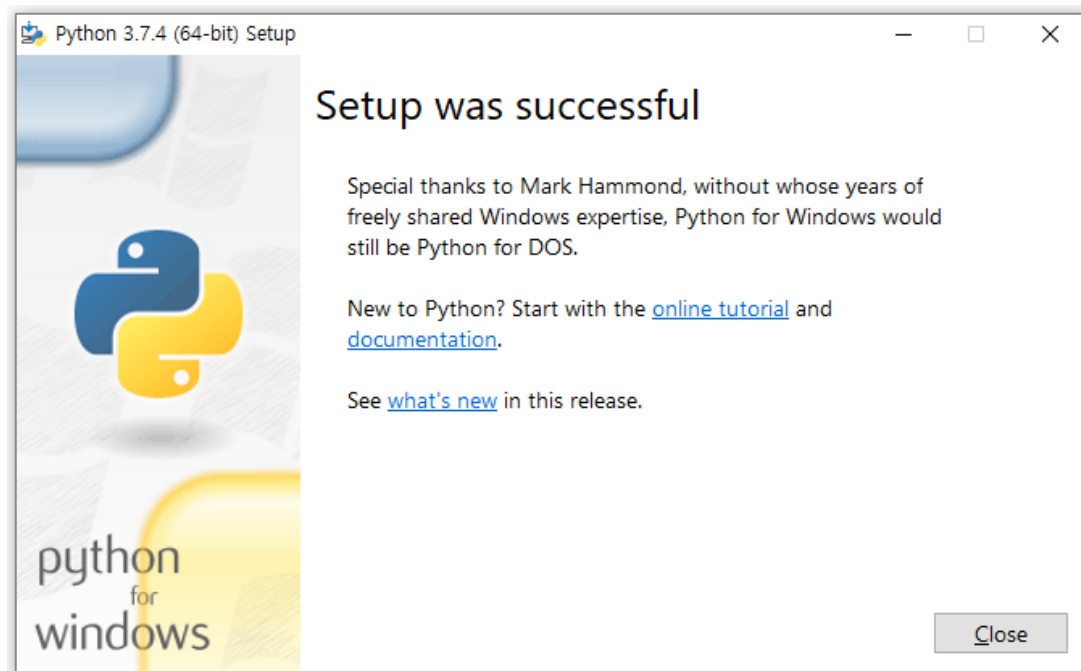 Python 3.7.4 (64-bit) Setup
Setup was successful
Special thanks to Mark Hammond, without whose years of
freely shared Windows expertise, Python for Windows would
still be Python for DOS.
New to Python? Start with the online tutorial and
documentation.
See what's new in this release.
python
for
windows
Close